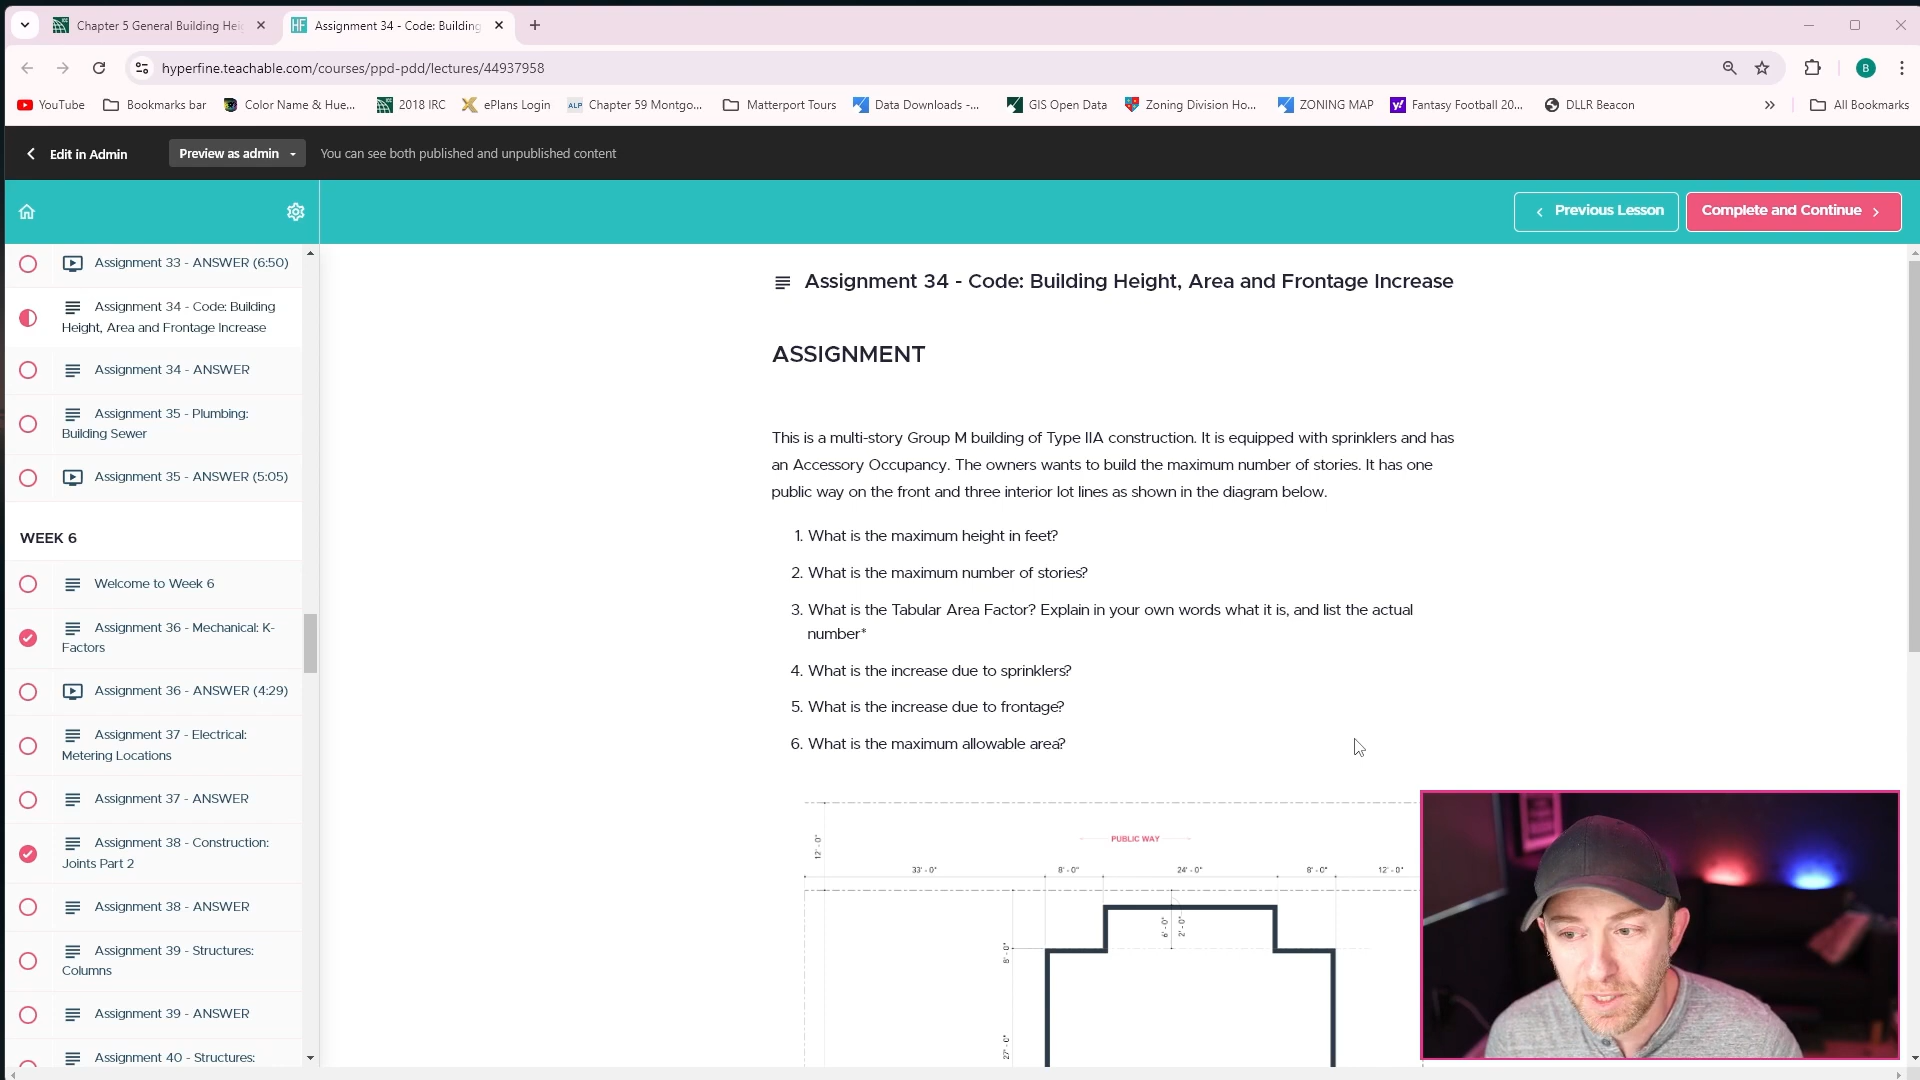 Chapter 5 General Building Hei
Assignment 34 - Code: Building
hyperfine.teachable.com/courses/ppd-pdd/lectures/44937958
B
YouTube
Bookmarks bar
Color Name & Hue...
2018 IRC
ePlans Login
ALP
Chapter 59 Montgo...
Matterport Tours
Data Downloads -...
GIS Open Data
Zoning Division Ho...
ZONING MAP
Fantasy Football 20...
DLLR Beacon
All Bookmarks
Edit in Admin
Preview as admin
You can see both published and unpublished content
Previous Lesson
Complete and Continue
Assignment 33 - ANSWER (6:50)
Assignment 34 - Code: Building
Height, Area and Frontage Increase
Assignment 34 - ANSWER
Assignment 35 - Plumbing:
Building Sewer
Assignment 35 - ANSWER (5:05)
WEEK 6
Welcome to Week 6
Assignment 36 - Mechanical: K-
Factors
Assignment 36 - ANSWER (4:29)
Assignment 37 - Electrical:
Metering Locations
Assignment 37 - ANSWER
Assignment 38 - Construction:
Joints Part 2
Assignment 38 - ANSWER
Assignment 39 - Structures:
Columns
Assignment 39 - ANSWER
Assignment 40 - Structures:
Assignment 34 - Code: Building Height, Area and Frontage Increase
ASSIGNMENT
This is a multi-story Group M building of Type IIA construction. It is equipped with sprinklers and has
an Accessory Occupancy. The owners wants to build the maximum number of stories. It has one
public way on the front and three interior lot lines as shown in the diagram below.
1. What is the maximum height in feet?
2. What is the maximum number of stories?
3. What is the Tabular Area Factor? Explain in your own words what it is, and list the actual
number*
4. What is the increase due to sprinklers?
5. What is the increase due to frontage?
6. What is the maximum allowable area?
12' - 0"
PUBLIC WAY
33' - 0"
8' - 0"
24' - 0"
8' - 0"
12' - 0"
6' - 0"
2' - 0"
8' - 0"
27' - 0"